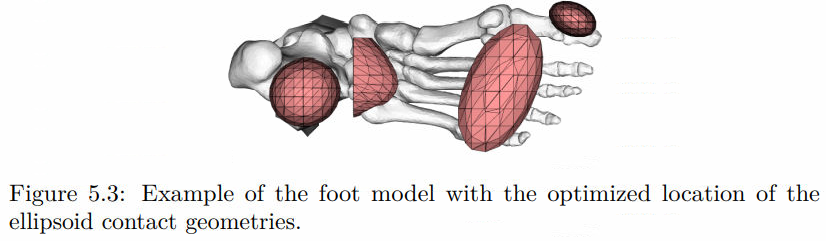 Figure 5.3: Example of the foot model with the optimized location of the
ellipsoid contact geometries.